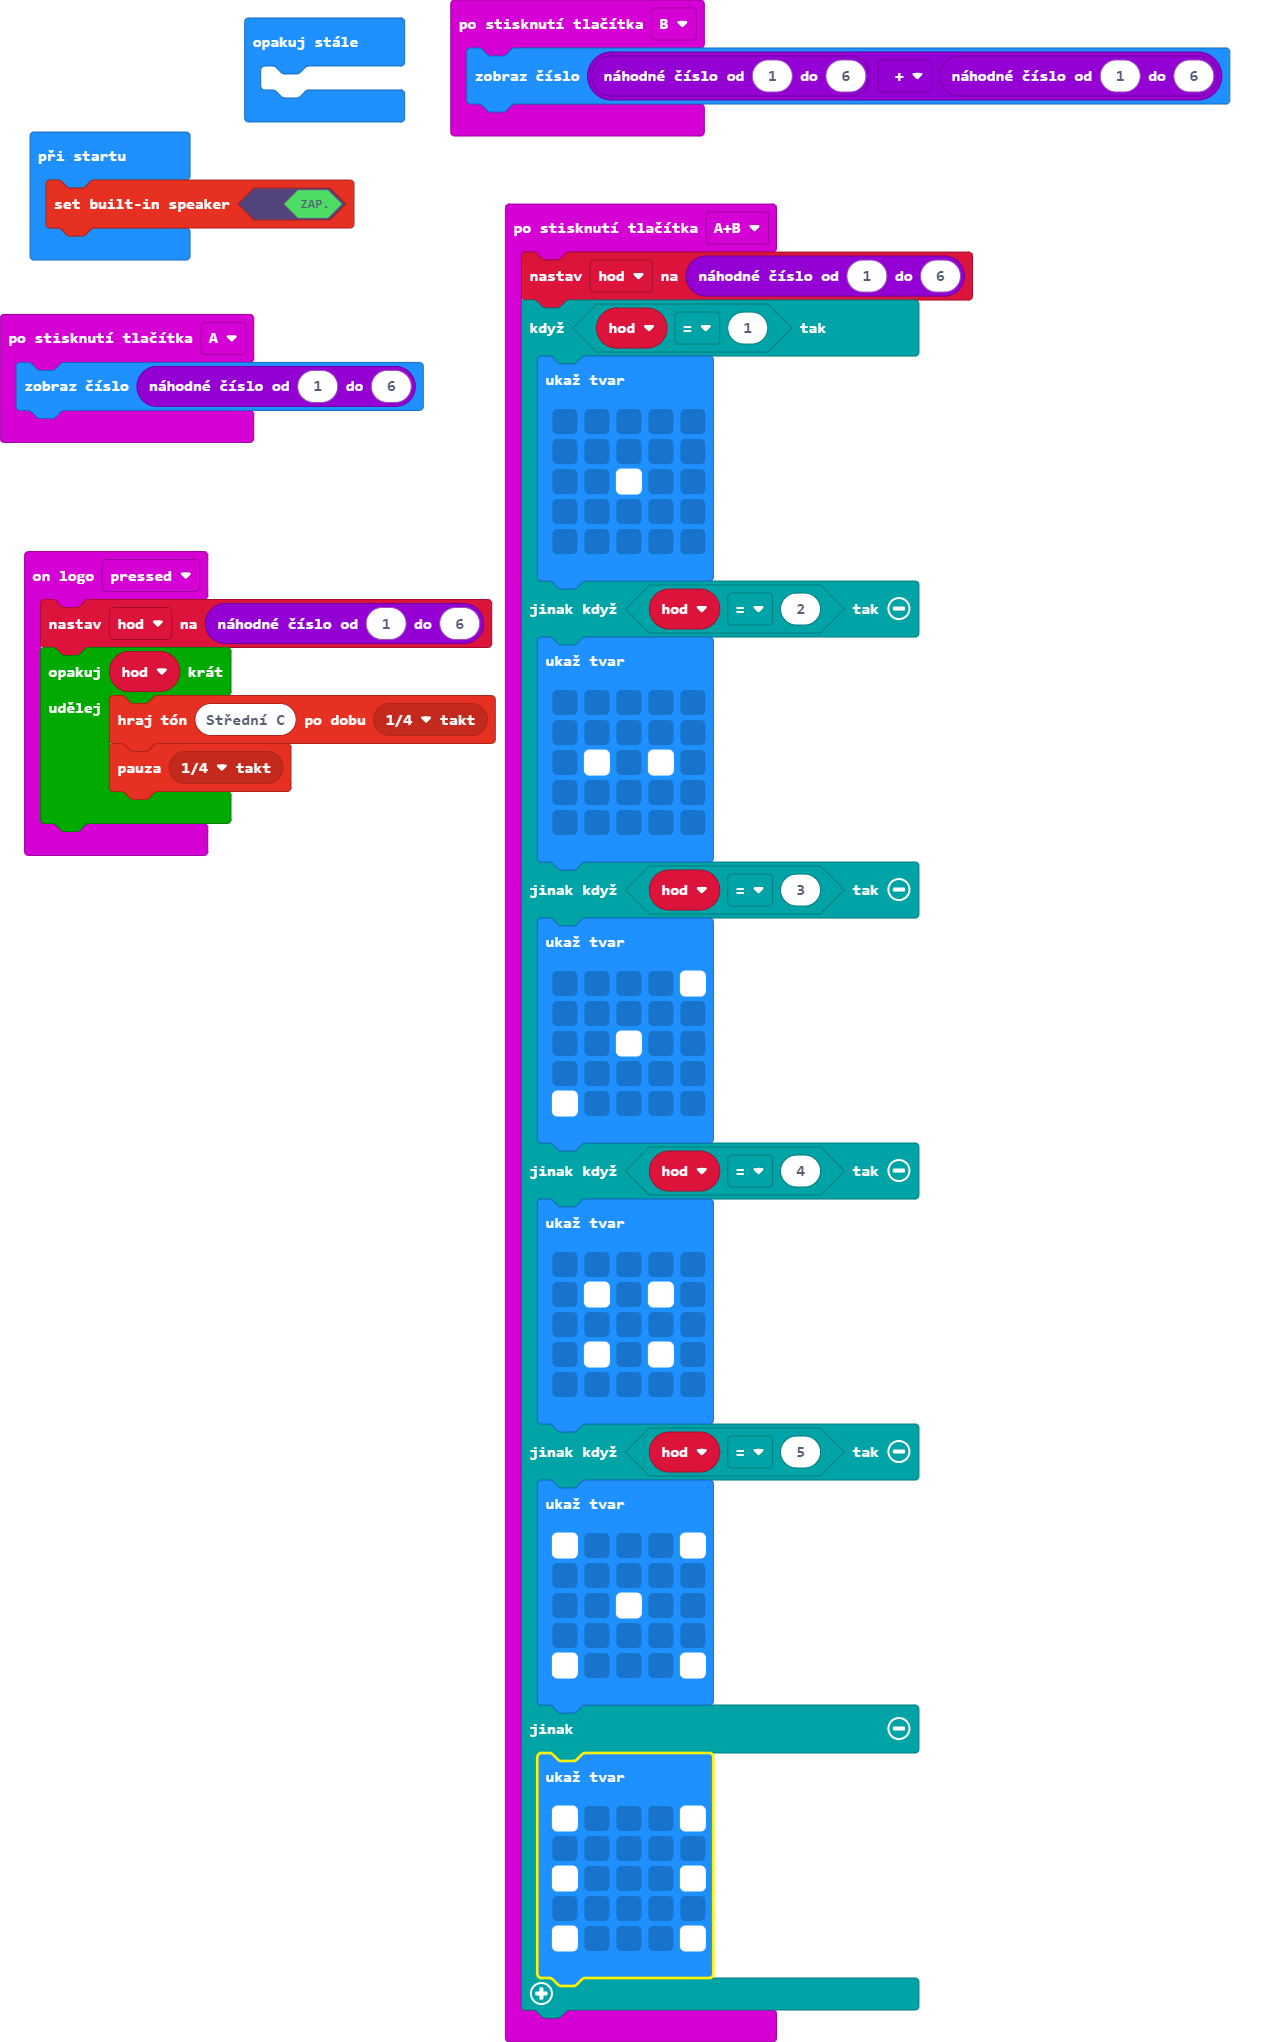 opakuj stále
při startu
set built-in speaker ZAP.
po stisknutí tlačítka A
zobraz číslo náhodné číslo od 1 do 6
on logo pressed
nastav hod na náhodné číslo od 1 do 6
opakuj hod krát
udělej hraj tón Střední C po dobu 1/4 takt
pauza 1/4 takt
po stisknutí tlačítka B
zobraz číslo náhodné číslo od 1 do 6 + náhodné číslo od 1 do 6
po stisknutí tlačítka A+B
nastav hod na náhodné číslo od 1 do 6
když hod = 1 tak
ukaž tvar
jinak když hod = 2 tak
ukaž tvar
jinak když hod = 3 tak
ukaž tvar
jinak když hod = 4 tak
ukaž tvar
jinak když hod = 5 tak
ukaž tvar
jinak
ukaž tvar